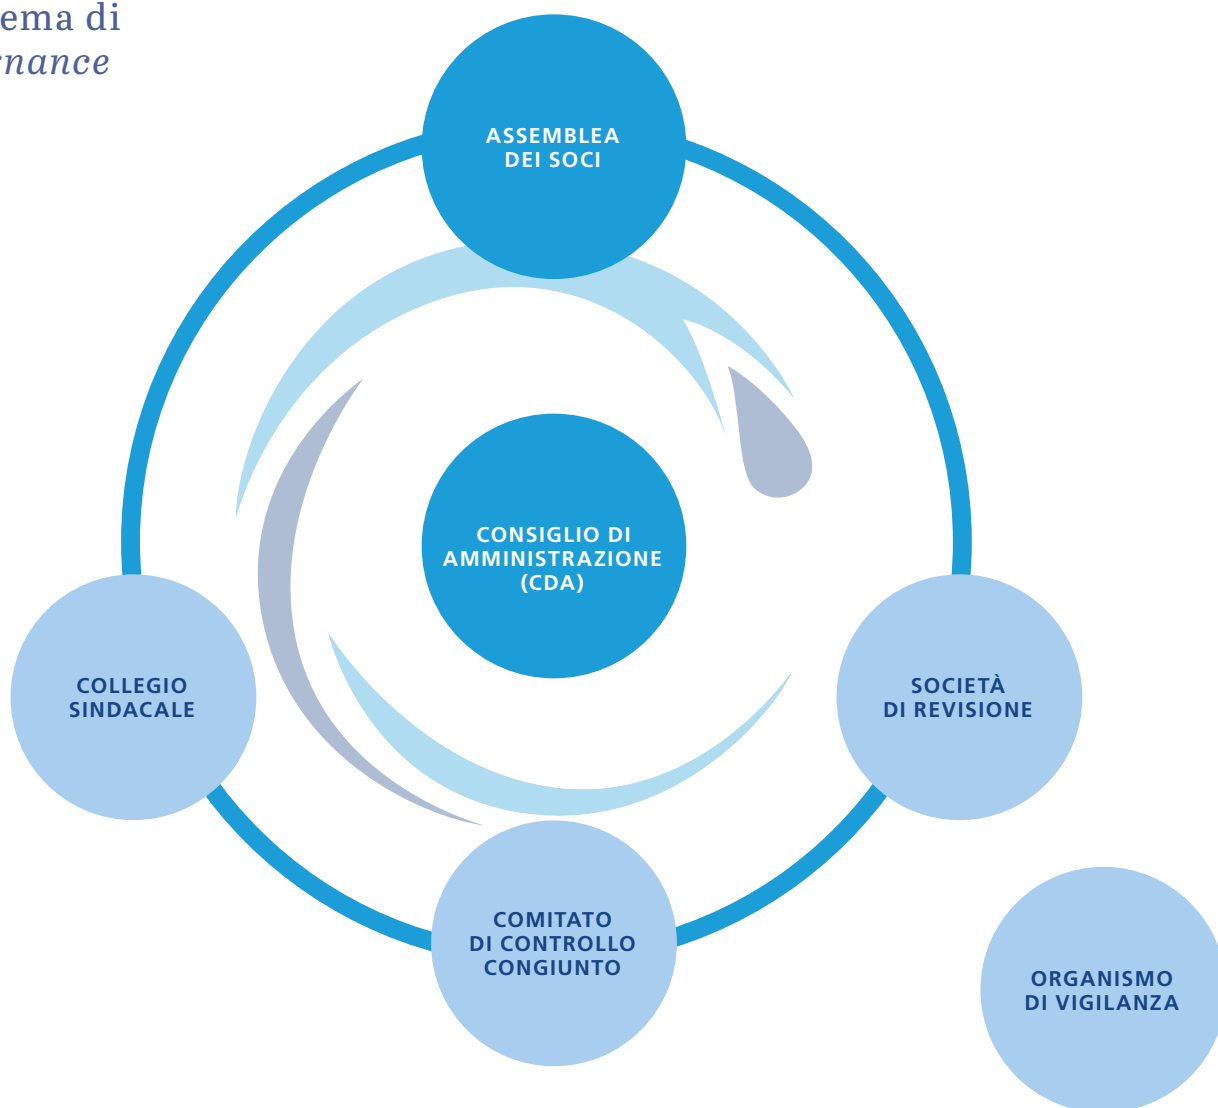 ema di
nance
ASSEMBLEA
DEI SOCI
CONSIGLIO DI
AMMINISTRAZIONE
(CDA)
COLLEGIO
SINDACALE
SOCIETÀ
DI REVISIONE
COMITATO
DI CONTROLLO
CONGIUNTO
ORGANISMO
DI VIGILANZA